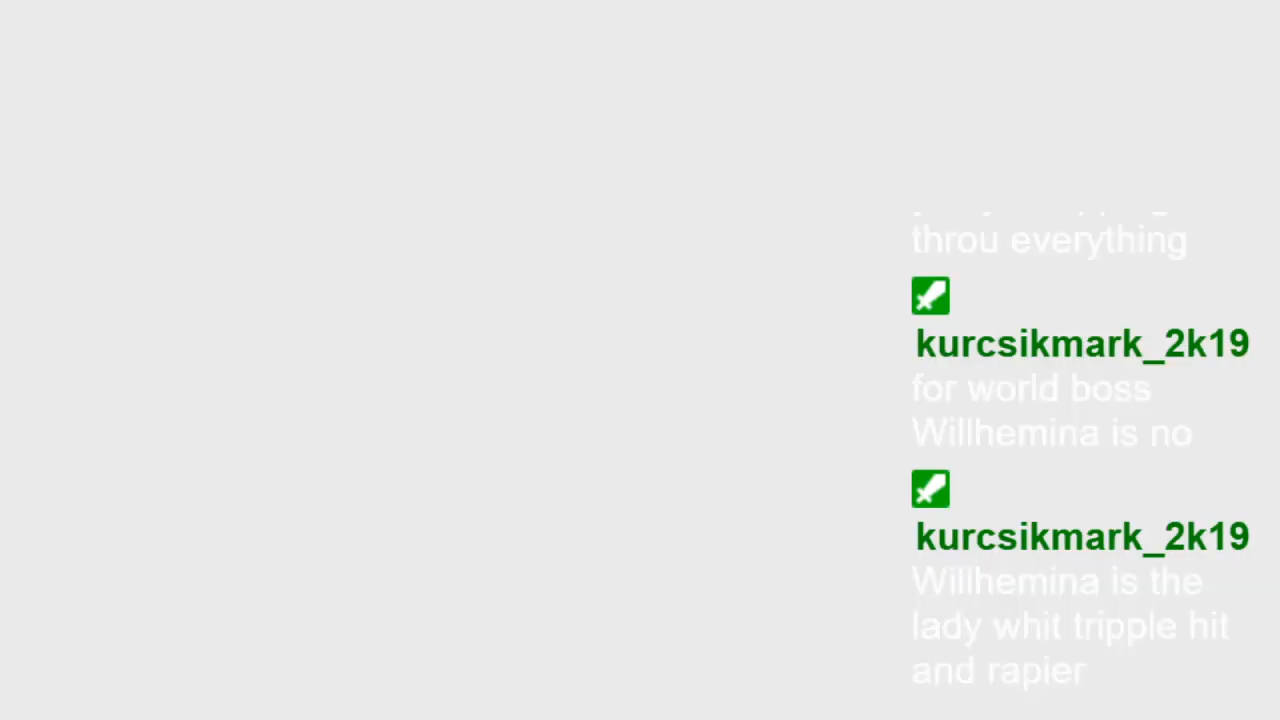 throu everything
kurcsikmark_2k19
for world boss
Willhemina is no
kurcsikmark_2k19
Willhemina is the
lady whit tripple hit
and rapier